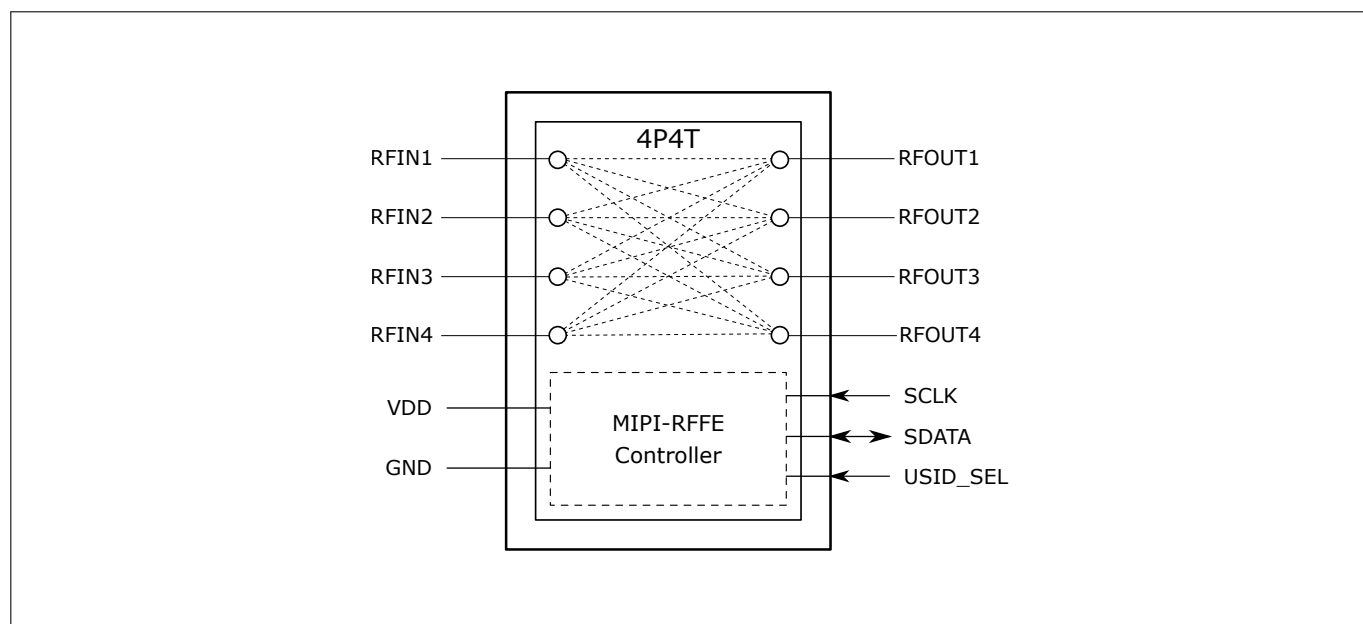 4P4T
RFIN1
RFIN2
RFIN3
RFIN4
RFOUT1
RFOUT2
RFOUT3
RFOUT4
VDD
GND
MIPI-RFFE
Controller
SCLK
SDATA
USID_SEL